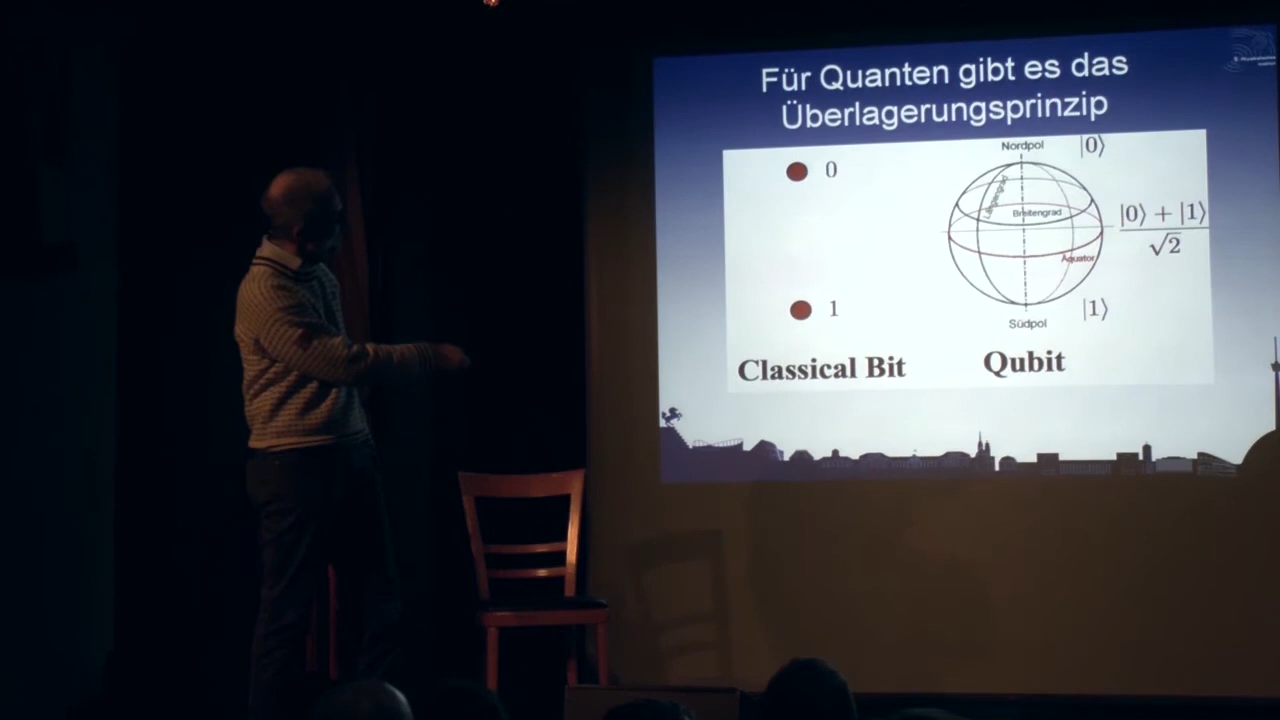 Für Quanten gibt es das
Überlagerungsprinzip
Nordpol
|0⟩
0
Längengrad
Breitengrad
|0⟩ + |1⟩
√2
Äquator
1
|1⟩
Südpol
Classical Bit
Qubit